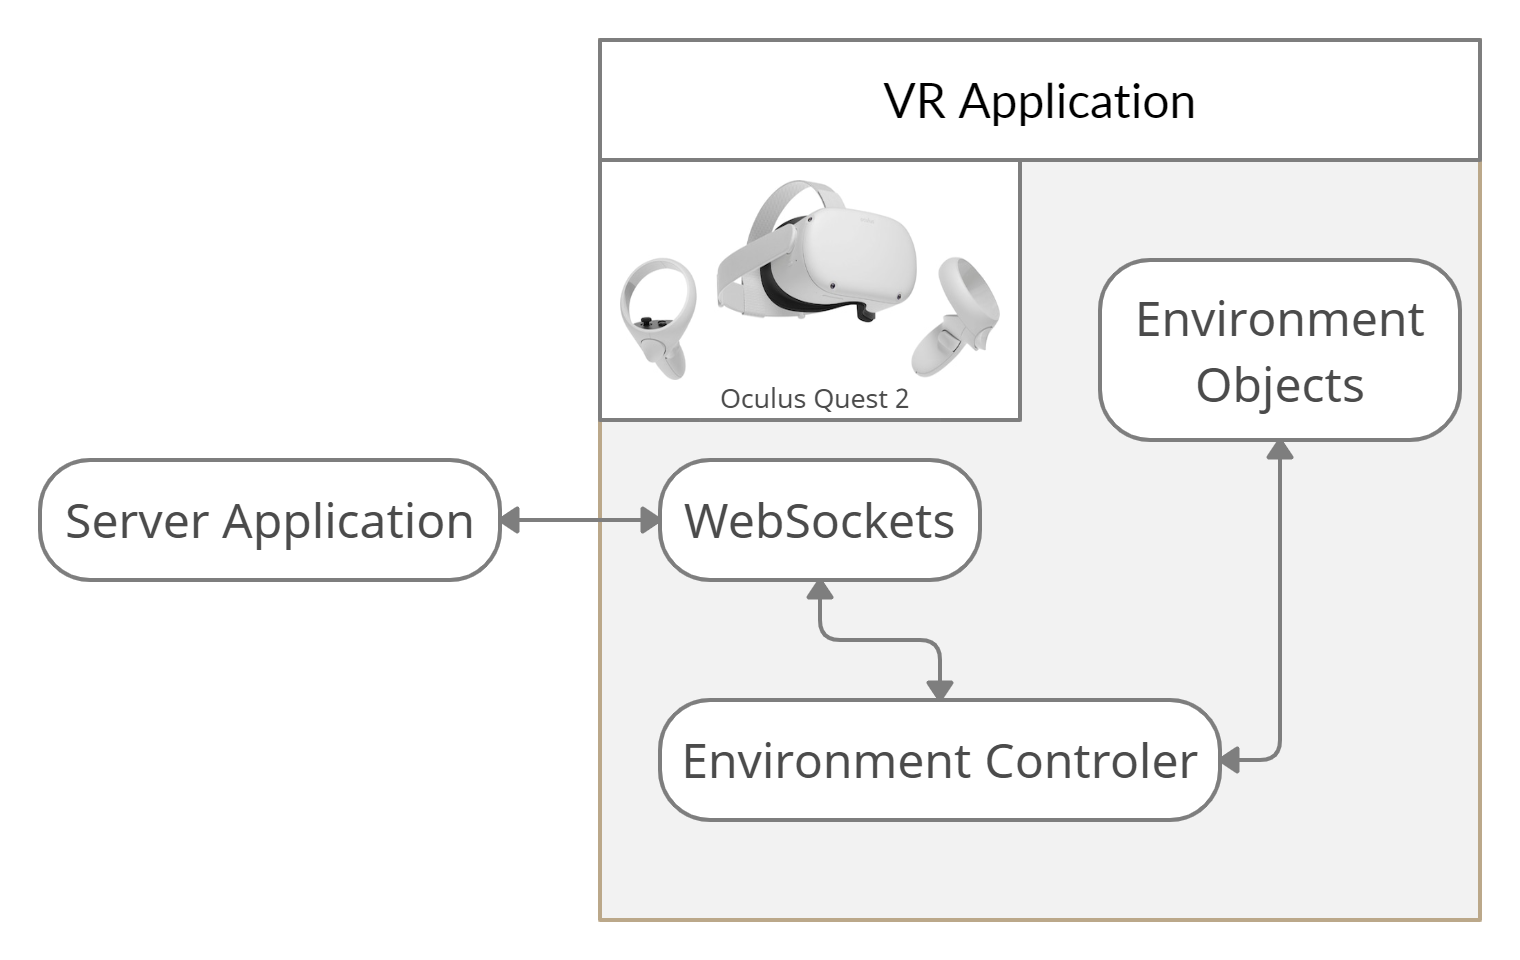 VR Application
Oculus Quest 2
Environment
Objects
Server Application
WebSockets
Environment Controler